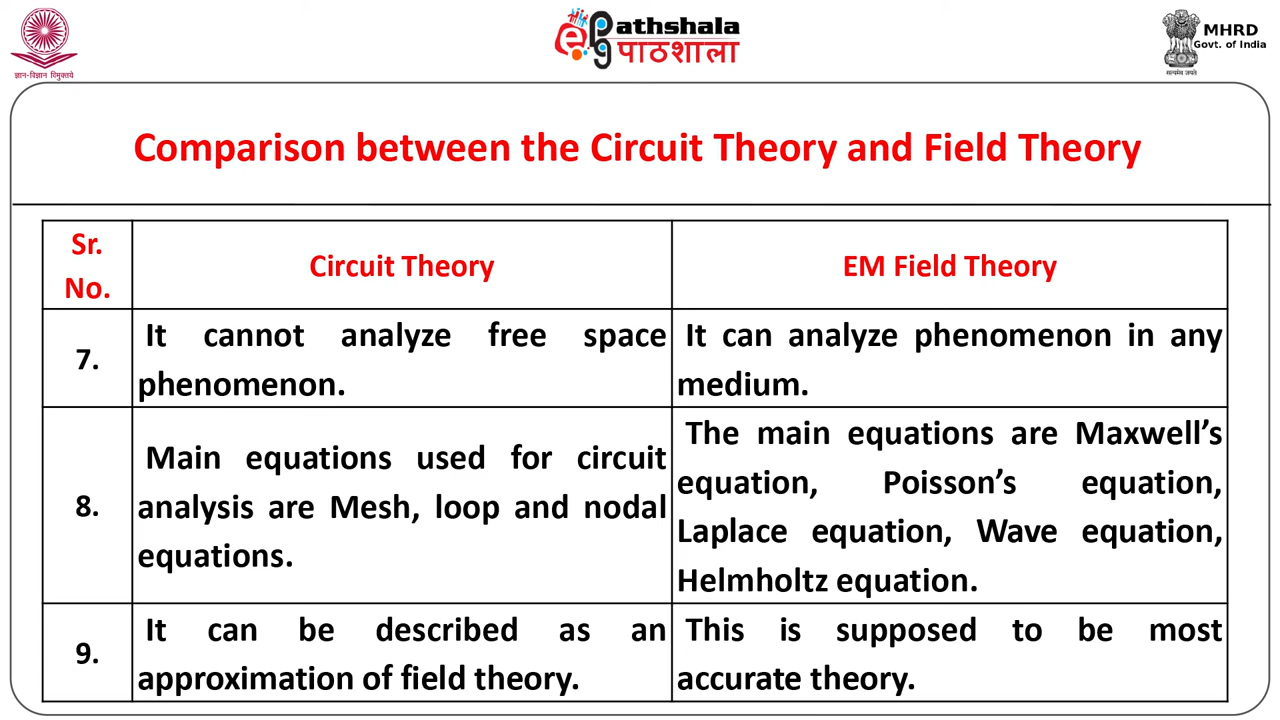 ज्ञान-विज्ञान विमुक्तये
ePathshala
पाठशाला
MHRD
Govt. of India
सत्यमेव जयते
Comparison between the Circuit Theory and Field Theory
Sr.
No.
Circuit Theory
EM Field Theory
7.
It cannot analyze free space
phenomenon.
It can analyze phenomenon in any
medium.
8.
Main equations used for circuit
analysis are Mesh, loop and nodal
equations.
The main equations are Maxwell’s
equation, Poisson’s equation,
Laplace equation, Wave equation,
Helmholtz equation.
9.
It can be described as an
approximation of field theory.
This is supposed to be most
accurate theory.